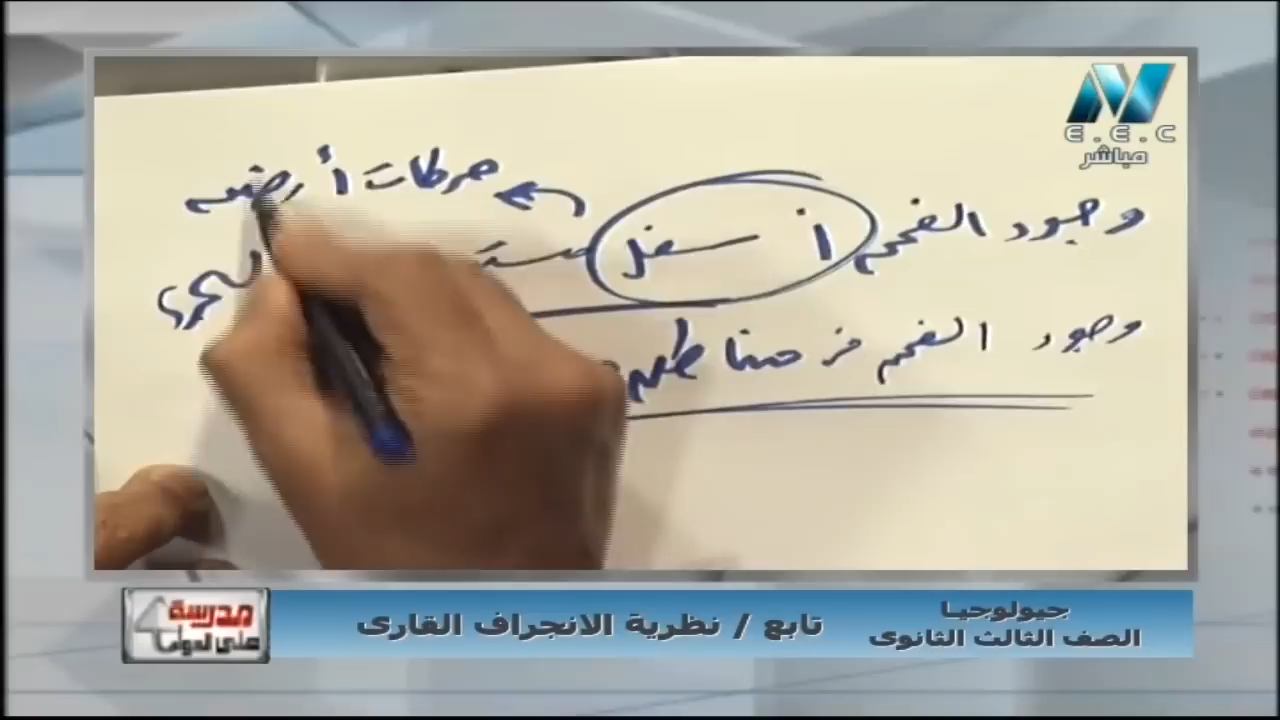 E.E.C
مباشر
حركات أرضيه
وجود الفحم أسفل
وجود الفحم في مناطق
جيولوجيا
الصف الثالث الثانوى
تابع / نظرية الانجراف القارى
مدرسة
على الهواء